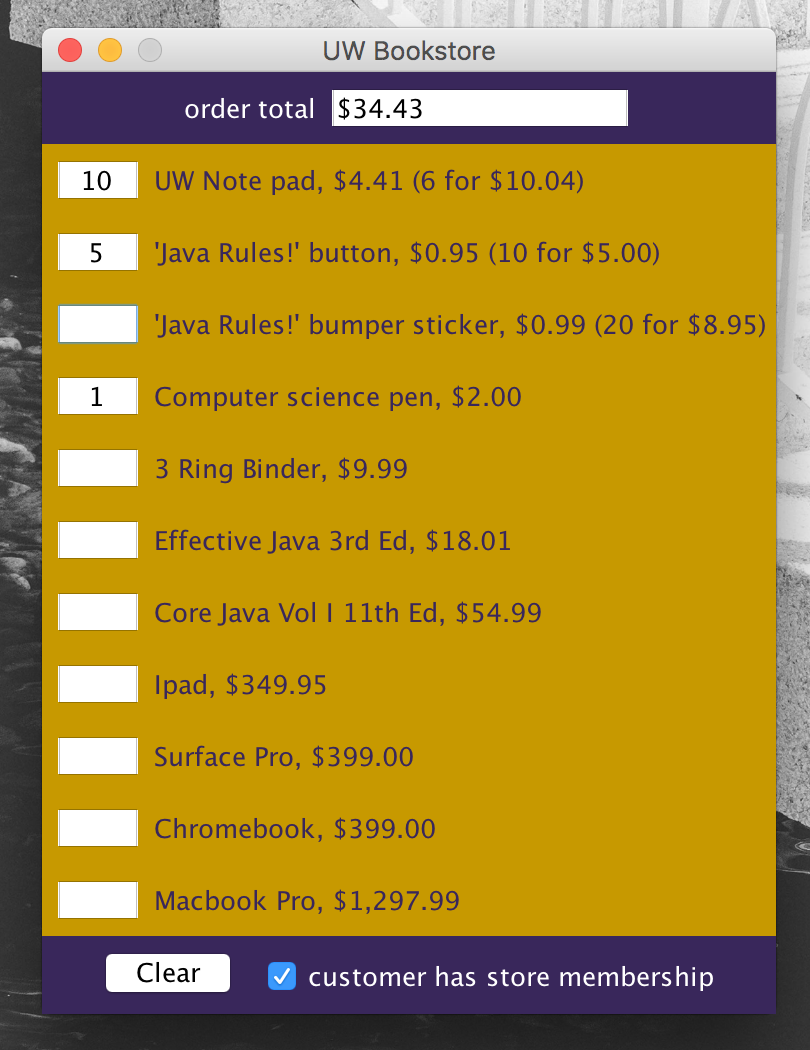 UW Bookstore
order total $34.43
10 UW Note pad, $4.41 (6 for $10.04)
5 'Java Rules!' button, $0.95 (10 for $5.00)
'Java Rules!' bumper sticker, $0.99 (20 for $8.95)
1 Computer science pen, $2.00
3 Ring Binder, $9.99
Effective Java 3rd Ed, $18.01
Core Java Vol I 11th Ed, $54.99
Ipad, $349.95
Surface Pro, $399.00
Chromebook, $399.00
Macbook Pro, $1,297.99
Clear customer has store membership